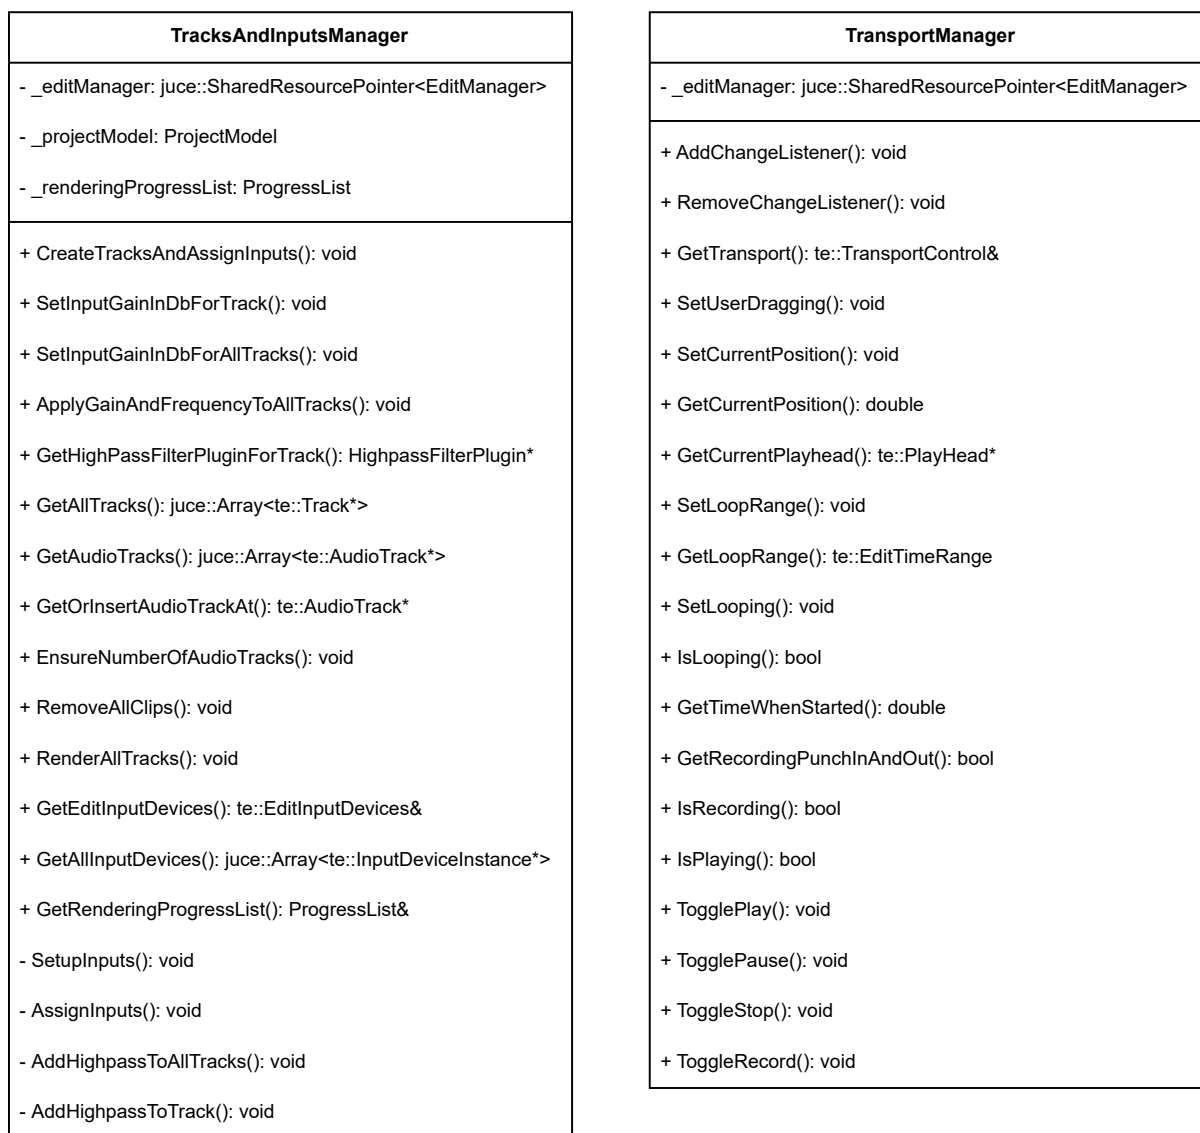 TracksAndInputsManager
- _editManager: juce::SharedResourcePointer<EditManager>
- _projectModel: ProjectModel
- _renderingProgressList: ProgressList
+ CreateTracksAndAssignInputs(): void
+ SetInputGainInDbForTrack(): void
+ SetInputGainInDbForAllTracks(): void
+ ApplyGainAndFrequencyToAllTracks(): void
+ GetHighPassFilterPluginForTrack(): HighpassFilterPlugin*
+ GetAllTracks(): juce::Array<te::Track*>
+ GetAudioTracks(): juce::Array<te::AudioTrack*>
+ GetOrInsertAudioTrackAt(): te::AudioTrack*
+ EnsureNumberOfAudioTracks(): void
+ RemoveAllClips(): void
+ RenderAllTracks(): void
+ GetEditInputDevices(): te::EditInputDevices&
+ GetAllInputDevices(): juce::Array<te::InputDeviceInstance*>
+ GetRenderingProgressList(): ProgressList&
- SetupInputs(): void
- AssignInputs(): void
- AddHighpassToAllTracks(): void
- AddHighpassToTrack(): void
TransportManager
- _editManager: juce::SharedResourcePointer<EditManager>
+ AddChangeListener(): void
+ RemoveChangeListener(): void
+ GetTransport(): te::TransportControl&
+ SetUserDragging(): void
+ SetCurrentPosition(): void
+ GetCurrentPosition(): double
+ GetCurrentPlayhead(): te::PlayHead*
+ SetLoopRange(): void
+ GetLoopRange(): te::EditTimeRange
+ SetLooping(): void
+ IsLooping(): bool
+ GetTimeWhenStarted(): double
+ GetRecordingPunchInAndOut(): bool
+ IsRecording(): bool
+ IsPlaying(): bool
+ TogglePlay(): void
+ TogglePause(): void
+ ToggleStop(): void
+ ToggleRecord(): void